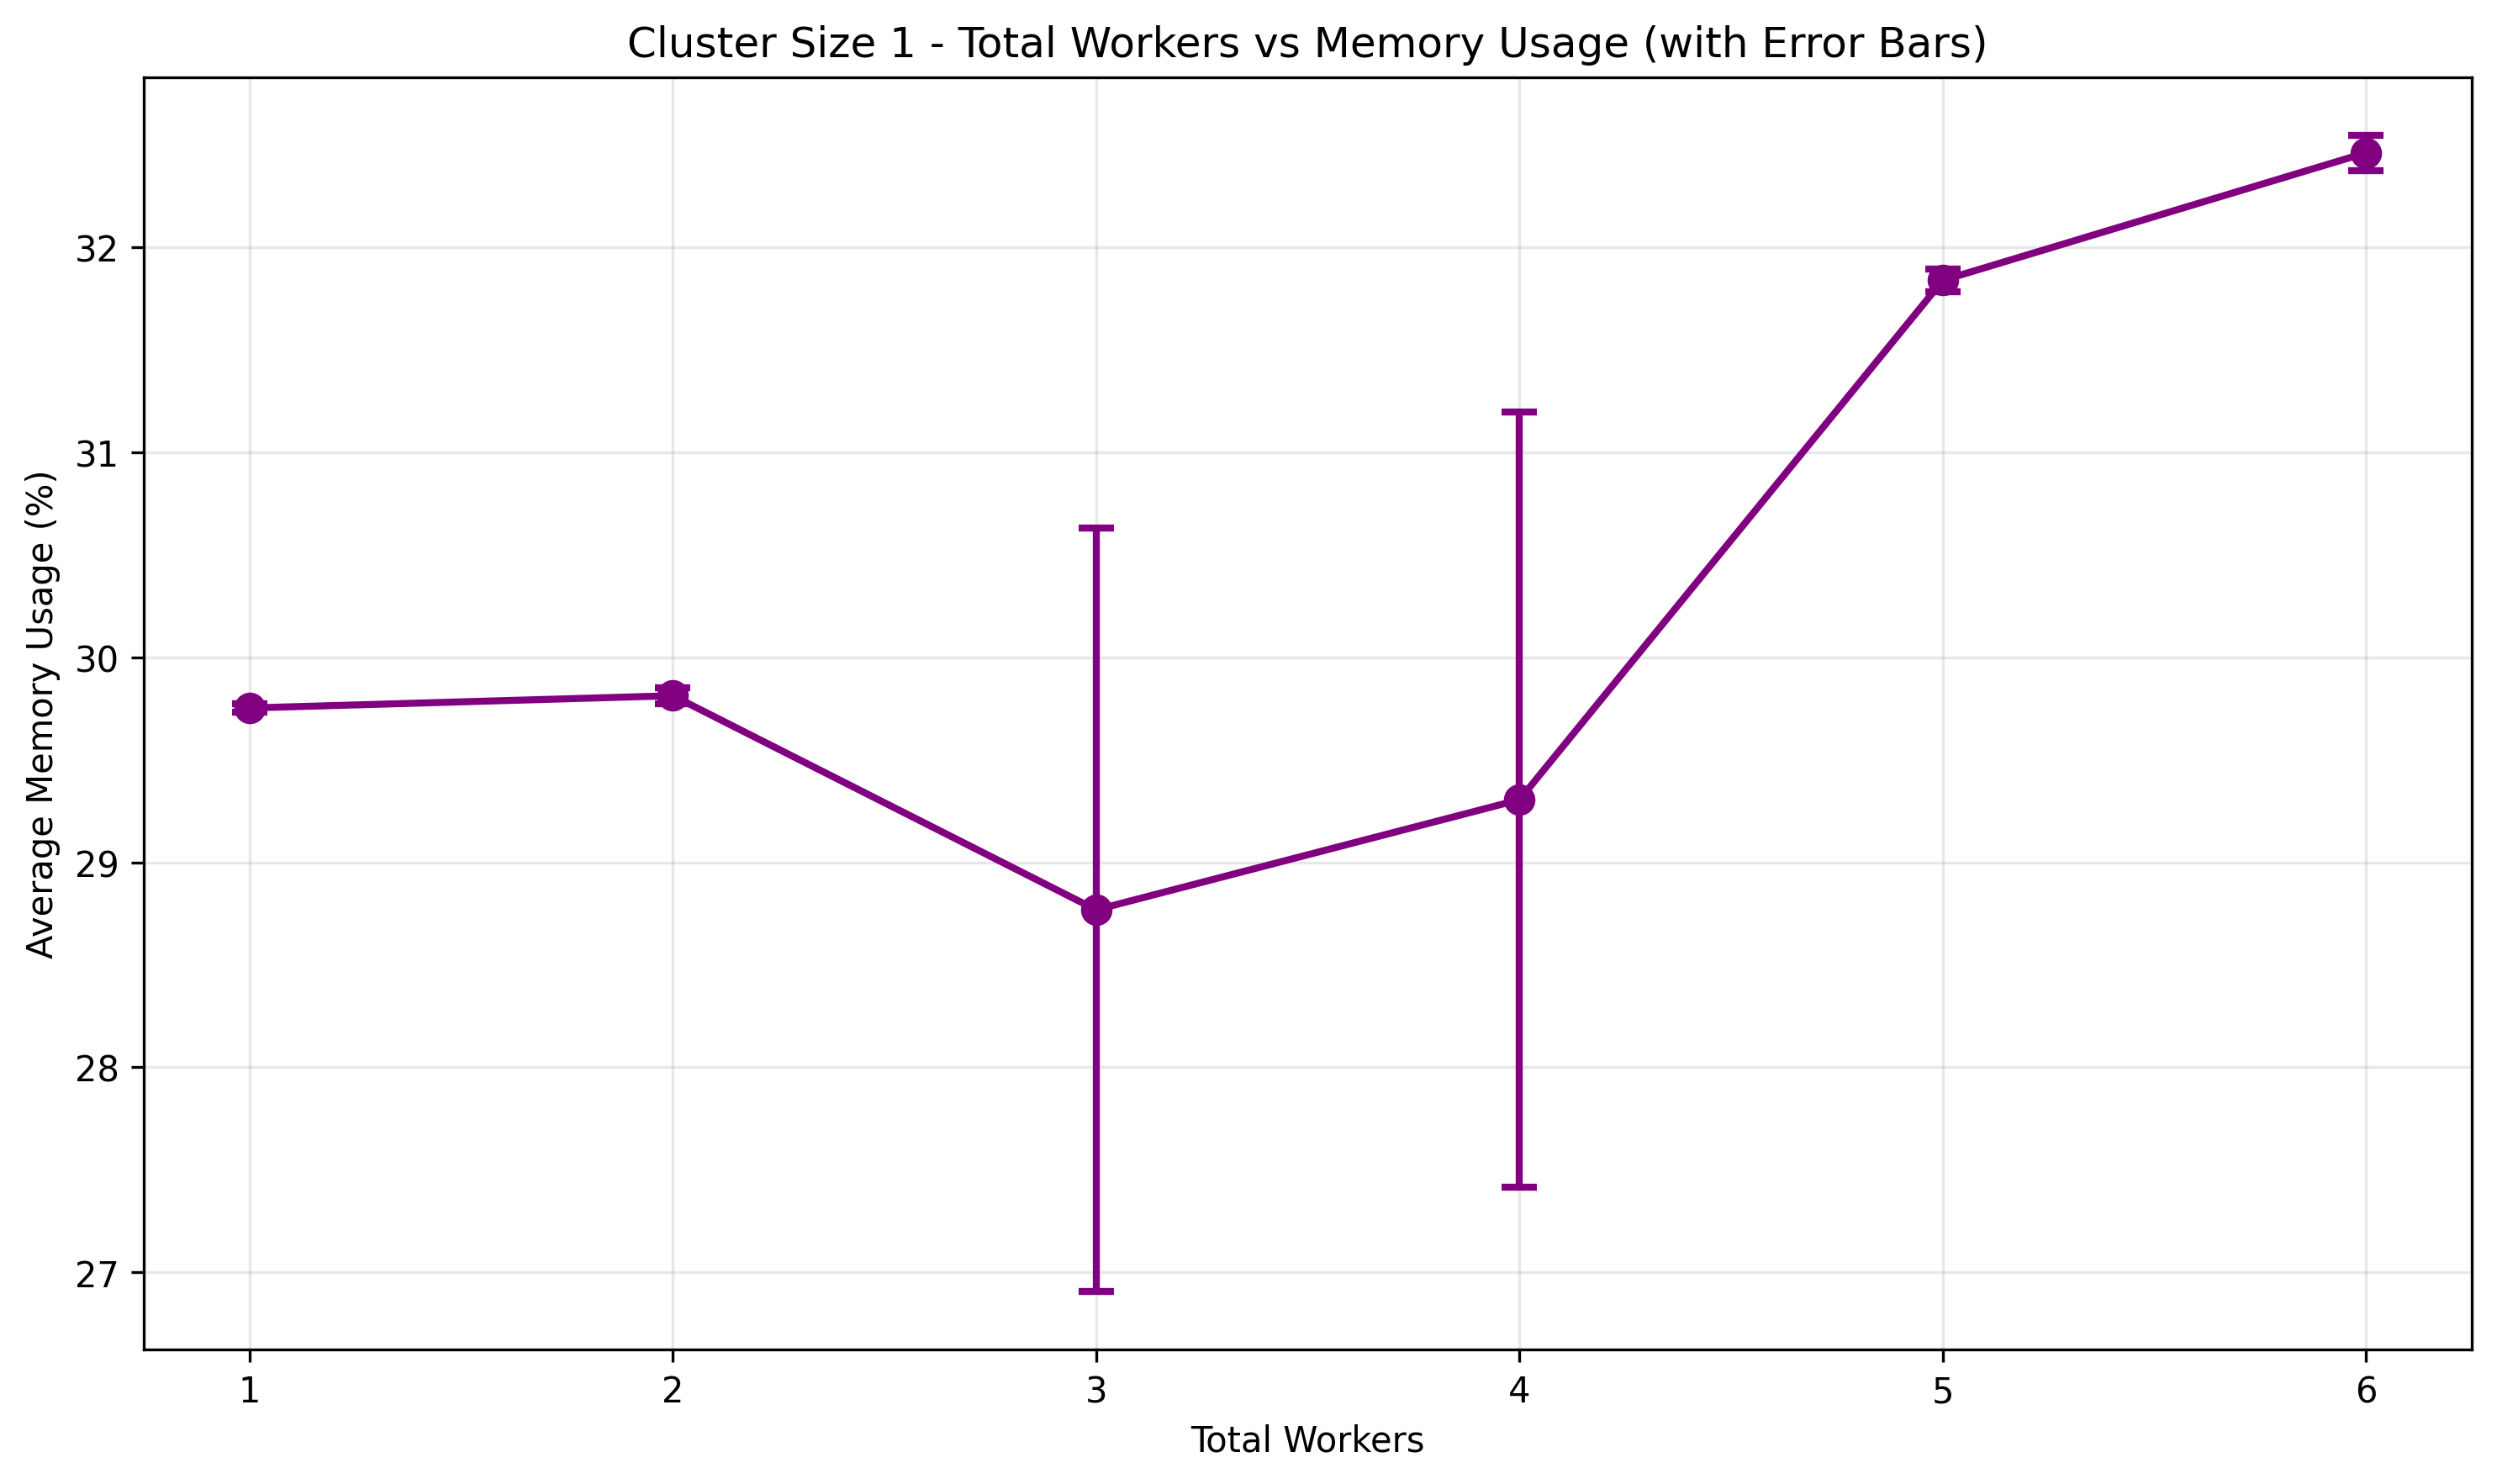 Cluster Size 1 - Total Workers vs Memory Usage (with Error Bars)
Average Memory Usage (%)
32
31
30
29
28
27
1 2 3 4 5 6
Total Workers